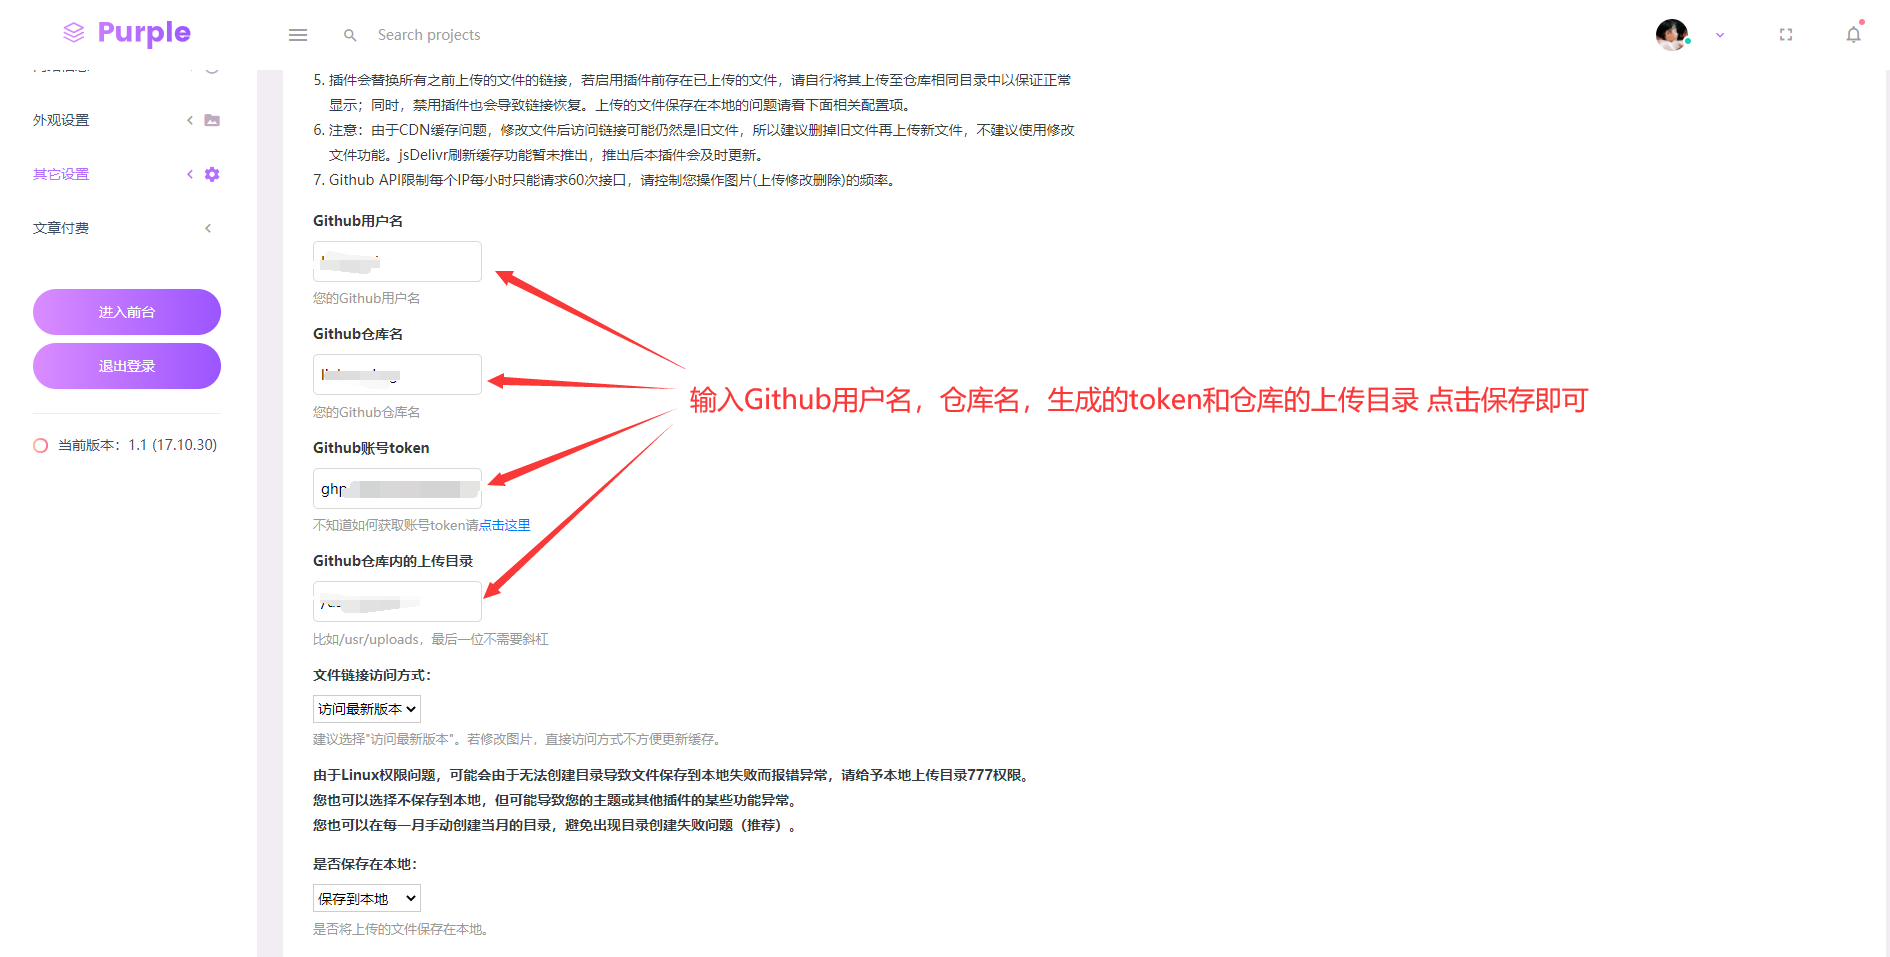 Purple
Search projects
外观设置
其它设置
文章付费
进入前台
退出登录
当前版本：1.1 (17.10.30)
5. 插件会替换所有之前上传的文件的链接，若启用插件前存在已上传的文件，请自行将其上传至仓库相同目录中以保证正常
显示；同时，禁用插件也会导致链接恢复。上传的文件保存在本地的问题请看下面相关配置项。
6. 注意：由于CDN缓存问题，修改文件后访问链接可能仍然是旧文件，所以建议删掉旧文件再上传新文件，不建议使用修改
文件功能。jsDelivr刷新缓存功能暂未推出，推出后本插件会及时更新。
7. Github API限制每个IP每小时只能请求60次接口，请控制您操作图片(上传修改删除)的频率。
Github用户名
您的Github用户名
Github仓库名
您的Github仓库名
Github账号token
ghp
不知道如何获取账号token请点击这里
Github仓库内的上传目录
比如/usr/uploads，最后一位不需要斜杠
文件链接访问方式：
访问最新版本
建议选择"访问最新版本"。若修改图片，直接访问方式不方便更新缓存。
由于Linux权限问题，可能会由于无法创建目录导致文件保存到本地失败而报错异常，请给予本地上传目录777权限。
您也可以选择不保存到本地，但可能导致您的主题或其他插件的某些功能异常。
您也可以在每一月手动创建当月的目录，避免出现目录创建失败问题（推荐）。
是否保存在本地：
保存到本地
是否将上传的文件保存在本地。
输入Github用户名，仓库名，生成的token和仓库的上传目录 点击保存即可